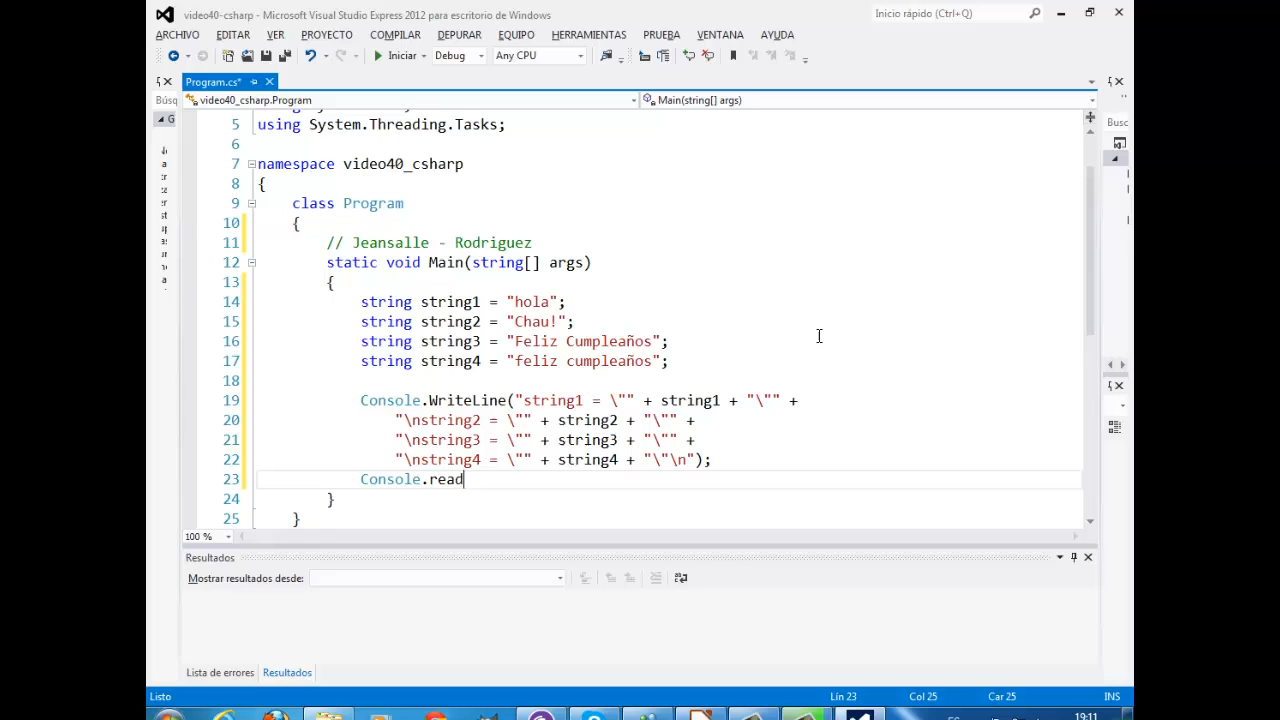 video40-csharp - Microsoft Visual Studio Express 2012 para escritorio de Windows
Inicio rápido (Ctrl+Q)
ARCHIVO EDITAR VER PROYECTO COMPILAR DEPURAR EQUIPO HERRAMIENTAS PRUEBA VENTANA AYUDA
Iniciar Debug Any CPU
Program.cs*
Búsq
video40_csharp.Program Main(string[] args)
G
Busc
5 using System.Threading.Tasks;
6
7 namespace video40_csharp
8 {
9 class Program
10 {
11 // Jeansalle - Rodriguez
12 static void Main(string[] args)
13 {
14 string string1 = "hola";
15 string string2 = "Chau!";
16 string string3 = "Feliz Cumpleaños";
17 string string4 = "feliz cumpleaños";
18
19 Console.WriteLine("string1 = \"" + string1 + "\"" +
20 "\nstring2 = \"" + string2 + "\"" +
21 "\nstring3 = \"" + string3 + "\"" +
22 "\nstring4 = \"" + string4 + "\"\n");
23 Console.read
24 }
25 }
100 %
Resultados
Mostrar resultados desde:
Lista de errores Resultados
Listo Lín 23 Col 25 Car 25 INS
19:11